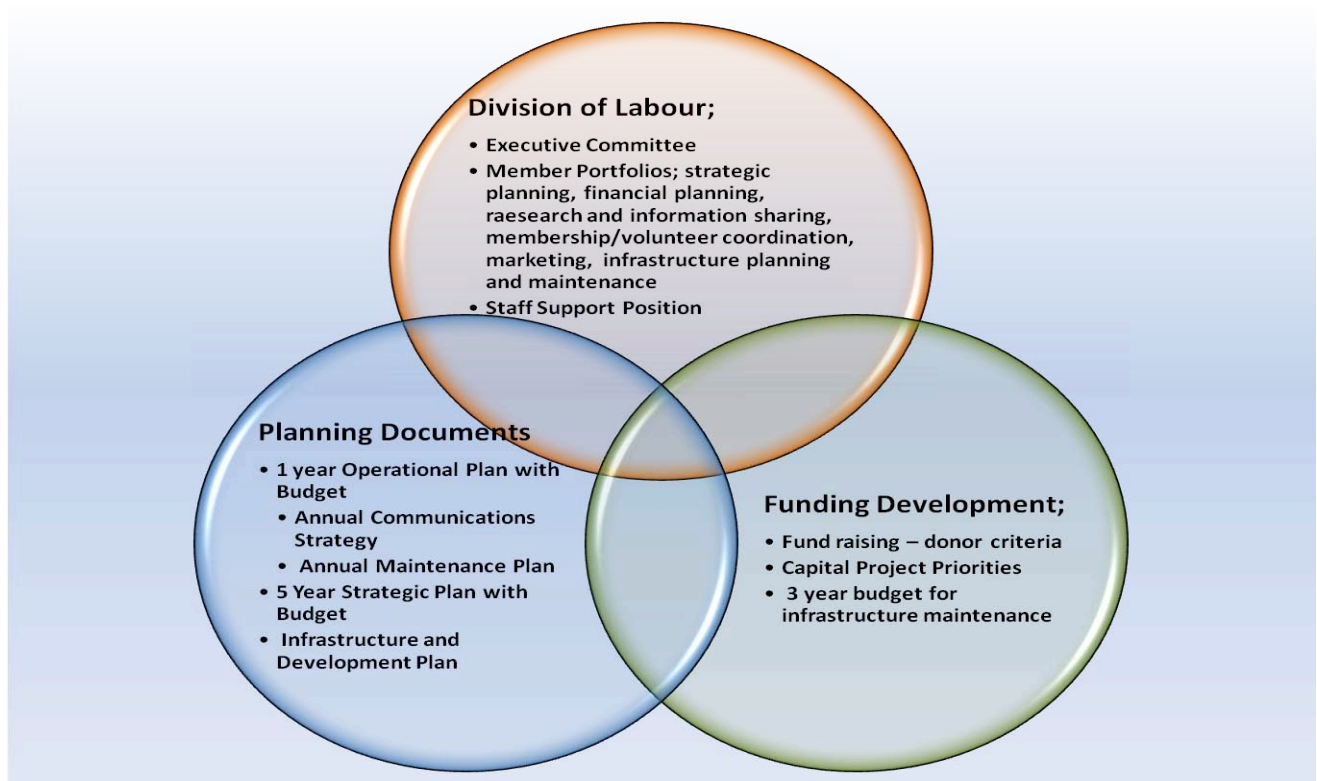 Division of Labour;
• Executive Committee
• Member Portfolios; strategic
planning, financial planning,
raesearch and information sharing,
membership/volunteer coordination,
marketing, infrastructure planning
and maintenance
• Staff Support Position
Planning Documents
• 1 year Operational Plan with
Budget
• Annual Communications
Strategy
• Annual Maintenance Plan
• 5 Year Strategic Plan with
Budget
• Infrastructure and
Development Plan
Funding Development;
• Fund raising – donor criteria
• Capital Project Priorities
• 3 year budget for
infrastructure maintenance